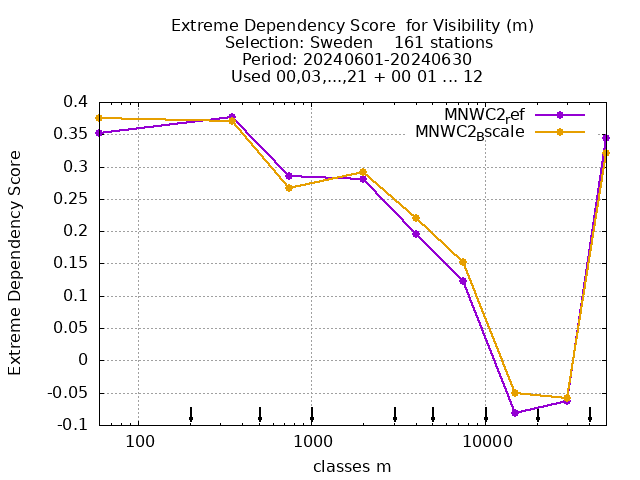 Extreme Dependency Score  for Visibility (m)
Selection: Sweden    161 stations
Period: 20240601-20240630
Used 00,03,...,21 + 00 01 ... 12
MNWC2ref
MNWC2Bscale
0.4
0.35
0.3
0.25
0.2
0.15
0.1
0.05
0
-0.05
-0.1
Extreme Dependency Score
100 1000 10000
classes m